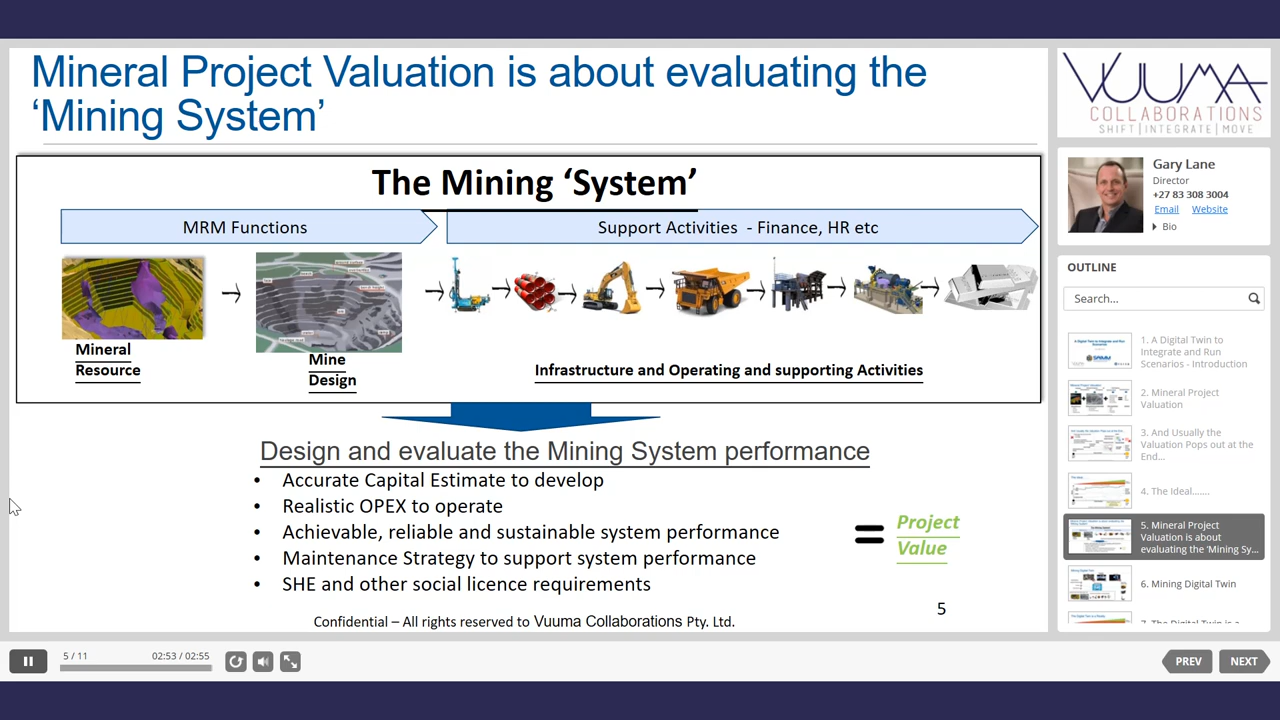 Mineral Project Valuation is about evaluating the
‘Mining System’
The Mining ‘System’
MRM Functions
Support Activities - Finance, HR etc
Mineral
Resource
Mine
Design
Infrastructure and Operating and supporting Activities
Design and evaluate the Mining System performance
• Accurate Capital Estimate to develop
• Realistic OPEX to operate
• Achievable, reliable and sustainable system performance
• Maintenance Strategy to support system performance
• SHE and other social licence requirements
= Project
Value
5
Confidential – All rights reserved to Vuuma Collaborations Pty. Ltd.
VUUMA
COLLABORATIONS
SHIFT|INTEGRATE|MOVE
Gary Lane
Director
+27 83 308 3004
Email Website
Bio
OUTLINE
Search...
1. A Digital Twin to
Integrate and Run
Scenarios - Introduction
2. Mineral Project
Valuation
3. And Usually the
Valuation Pops out at the
End...
4. The Ideal.......
5. Mineral Project
Valuation is about
evaluating the ‘Mining Sy...
6. Mining Digital Twin
7. The Digital Twin is a
5 / 11
02:53 / 02:55
PREV
NEXT